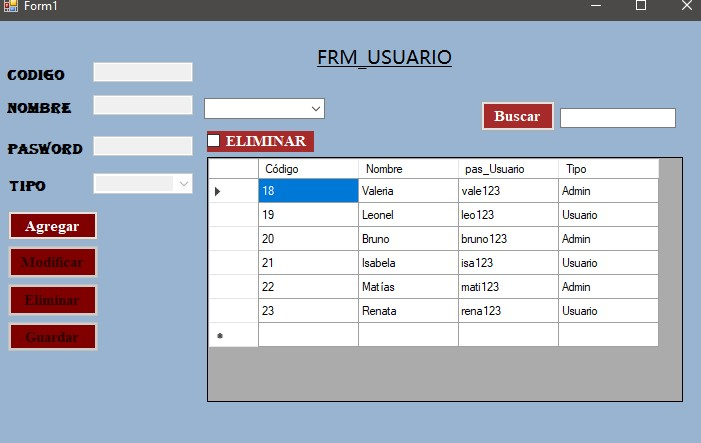 Form1
FRM_USUARIO
CODIGO
NOMBRE
Buscar
ELIMINAR
PASWORD
TIPO
Código Nombre pas_Usuario Tipo
18 Valeria vale123 Admin
19 Leonel leo123 Usuario
20 Bruno bruno123 Admin
21 Isabela isa123 Usuario
22 Matías mati123 Admin
23 Renata rena123 Usuario
*
Agregar
Modificar
Eliminar
Guardar